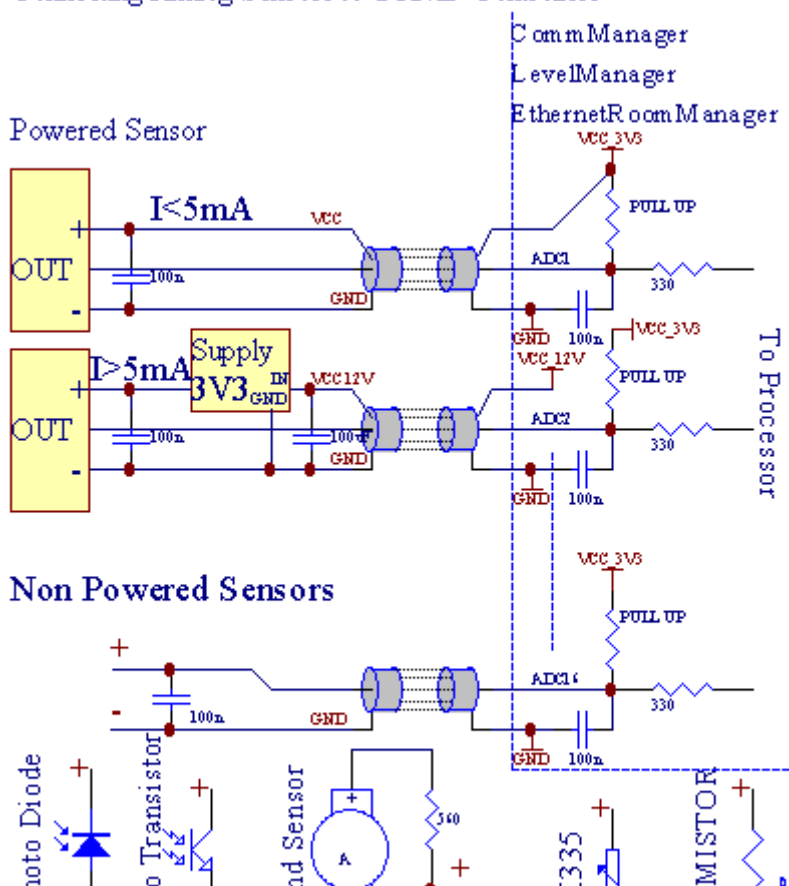 CommManager
LevelManager
EthernetRoomManager
Powered Sensor
VCC_3V3
I<5mA
VCC
PULL UP
+
OUT
100n
ADC1
330
-
GND
GND
100n
VCC_3V3
To Processor
I>5mA
Supply
3V3
IN
GND
VCC12V
VCC_12V
PULL UP
+
OUT
100n
ADC2
330
-
GND
GND
100n
Non Powered Sensors
VCC_3V3
PULL UP
+
ADC16
330
-
100n
GND
GND
100n
Diode
+
Transistor
+
Sensor
+
A
560
+
+
+